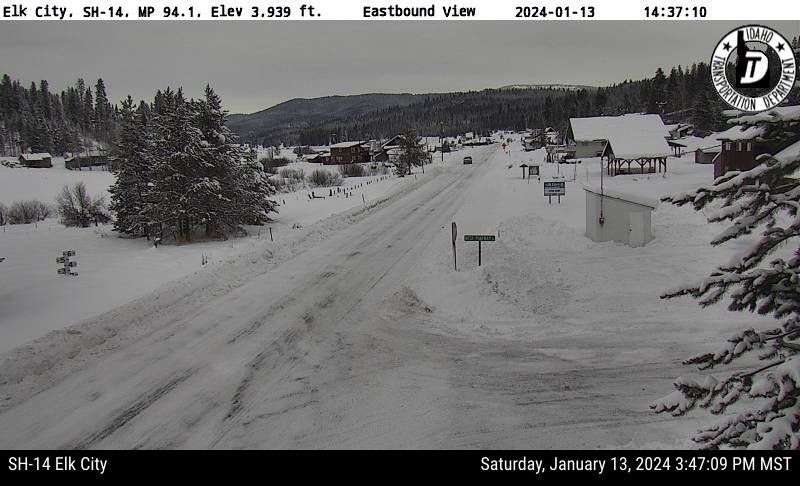 Elk City, SH-14, MP 94.1, Elev 3,939 ft. Eastbound View 2024-01-13 14:37:10
IDAHO
TRANSPORTATION DEPARTMENT
SH-14 Elk City Saturday, January 13, 2024 3:47:09 PM MST